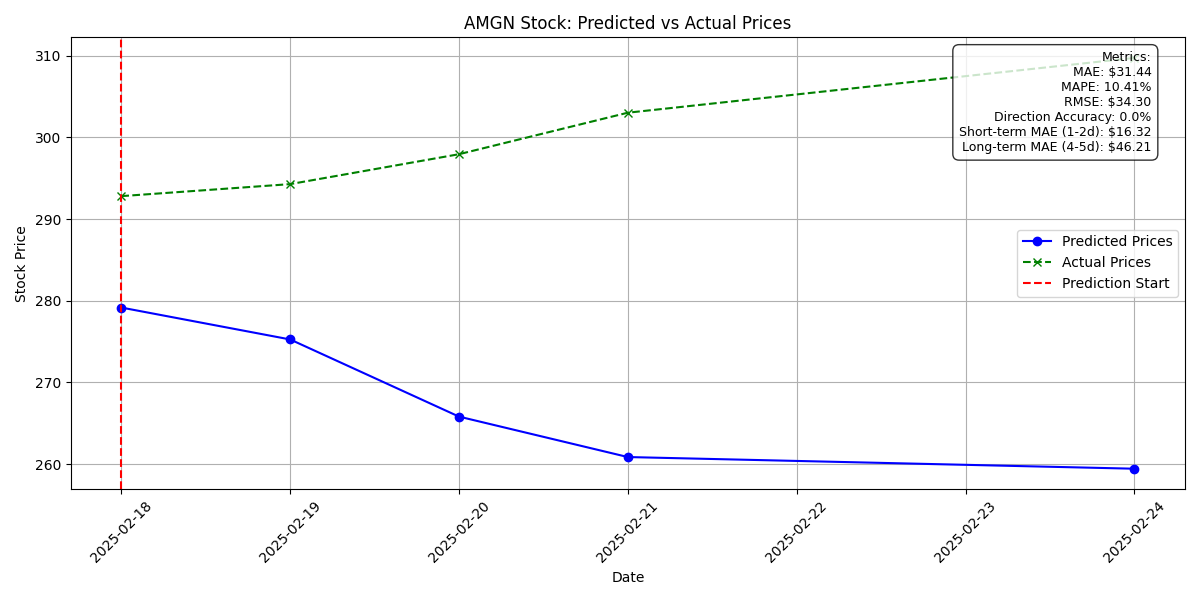 AMGN Stock: Predicted vs Actual Prices
Metrics:
MAE: $31.44
MAPE: 10.41%
RMSE: $34.30
Direction Accuracy: 0.0%
Short-term MAE (1-2d): $16.32
Long-term MAE (4-5d): $46.21
Predicted Prices
Actual Prices
Prediction Start
Stock Price
310
300
290
280
270
260
2025-02-18
2025-02-19
2025-02-20
2025-02-21
2025-02-22
2025-02-23
2025-02-24
Date